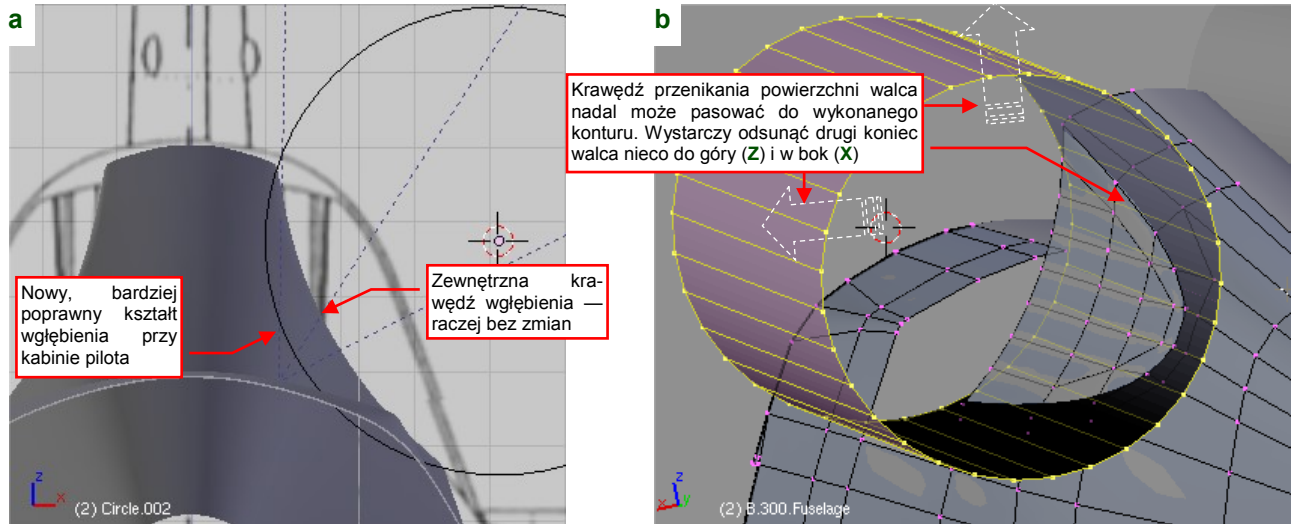 a
Nowy, bardziej
poprawny kształt
wgłębienia przy
kabinie pilota
Zewnętrzna kra-
wędź wgłębienia —
raczej bez zmian
z
x
(2) Circle.002
b
Krawędź przenikania powierzchni walca
nadal może pasować do wykonanego
konturu. Wystarczy odsunąć drugi koniec
walca nieco do góry (Z) i w bok (X)
z
x
y
(2) B.300.Fuselage